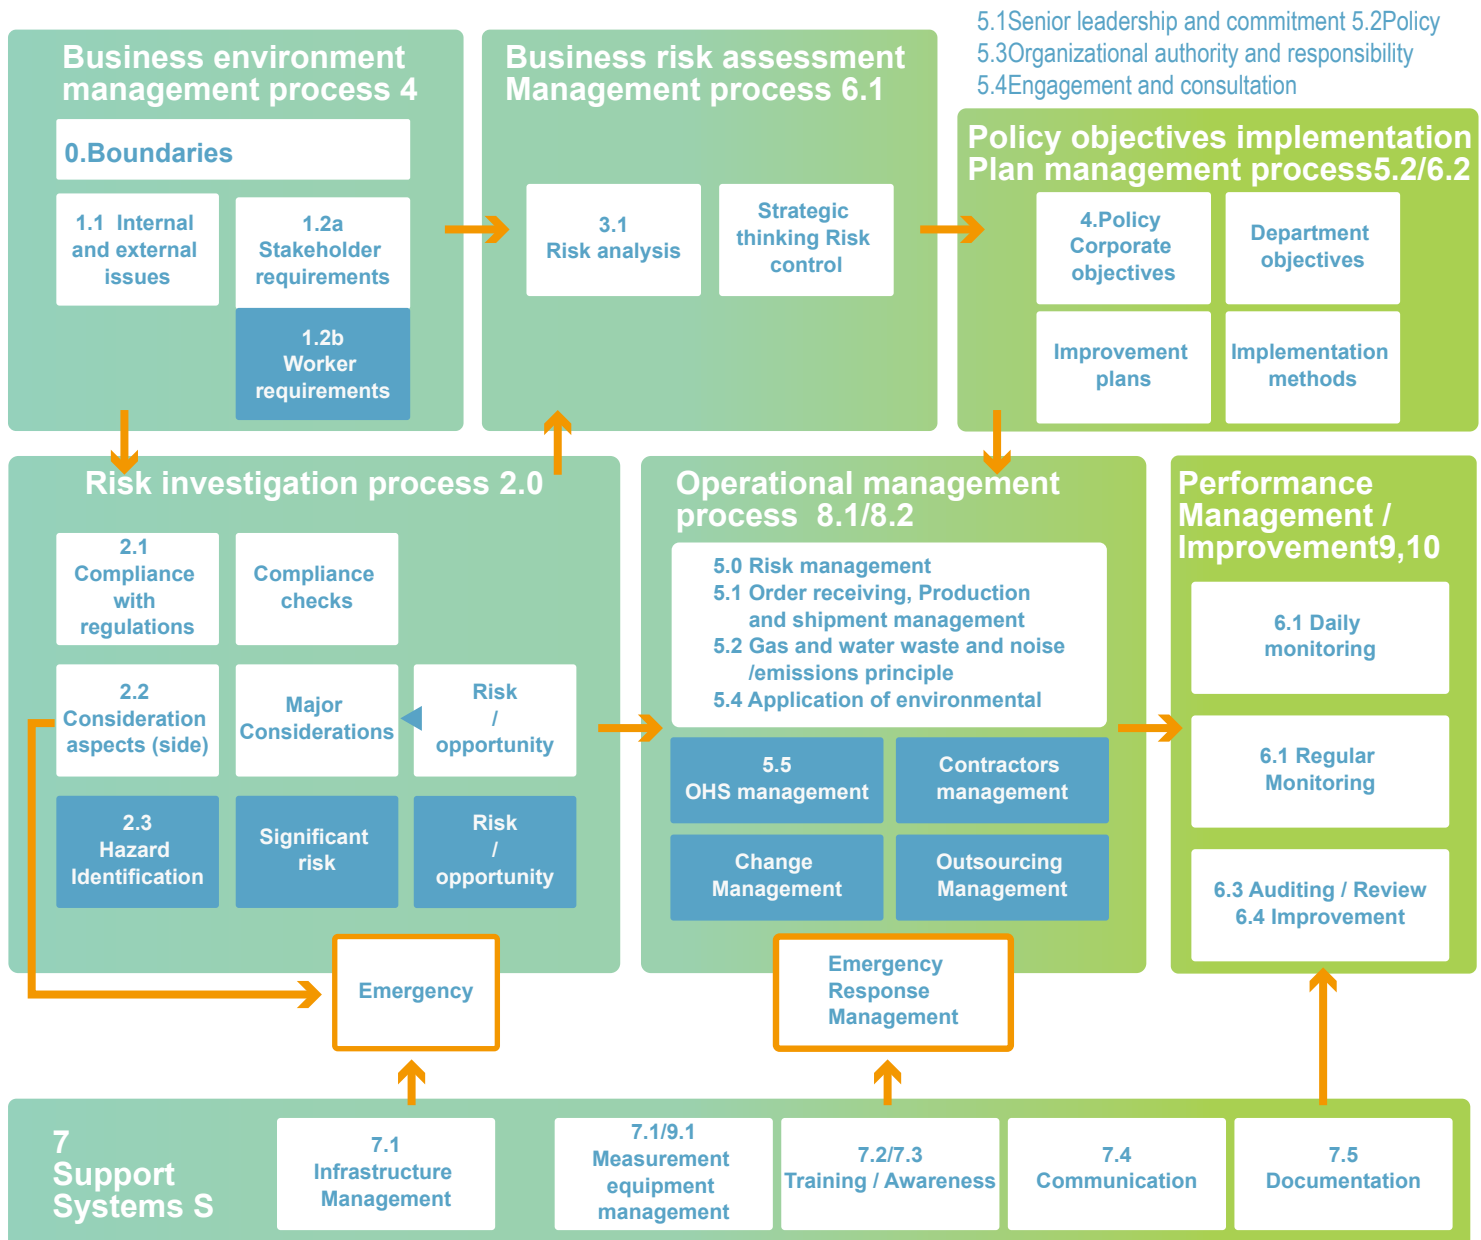 5.1Senior leadership and commitment 5.2Policy
5.3Organizational authority and responsibility
5.4Engagement and consultation
Business environment
management process 4
0.Boundaries
1.1 Internal
and external
issues
1.2a
Stakeholder
requirements
1.2b
Worker
requirements
Business risk assessment
Management process 6.1
3.1
Risk analysis
Strategic
thinking Risk
control
Policy objectives implementation
Plan management process5.2/6.2
4.Policy
Corporate
objectives
Department
objectives
Improvement
plans
Implementation
methods
Risk investigation process 2.0
2.1
Compliance
with
regulations
Compliance
checks
2.2
Consideration
aspects (side)
Major
Considerations
Risk
/
opportunity
2.3
Hazard
Identification
Significant
risk
Risk
/
opportunity
Emergency
Operational management
process 8.1/8.2
5.0 Risk management
5.1 Order receiving, Production
and shipment management
5.2 Gas and water waste and noise
/emissions principle
5.4 Application of environmental
5.5
OHS management
Contractors
management
Change
Management
Outsourcing
Management
Emergency
Response
Management
Performance
Management /
Improvement9,10
6.1 Daily
monitoring
6.1 Regular
Monitoring
6.3 Auditing / Review
6.4 Improvement
7
Support
Systems S
7.1
Infrastructure
Management
7.1/9.1
Measurement
equipment
management
7.2/7.3
Training / Awareness
7.4
Communication
7.5
Documentation